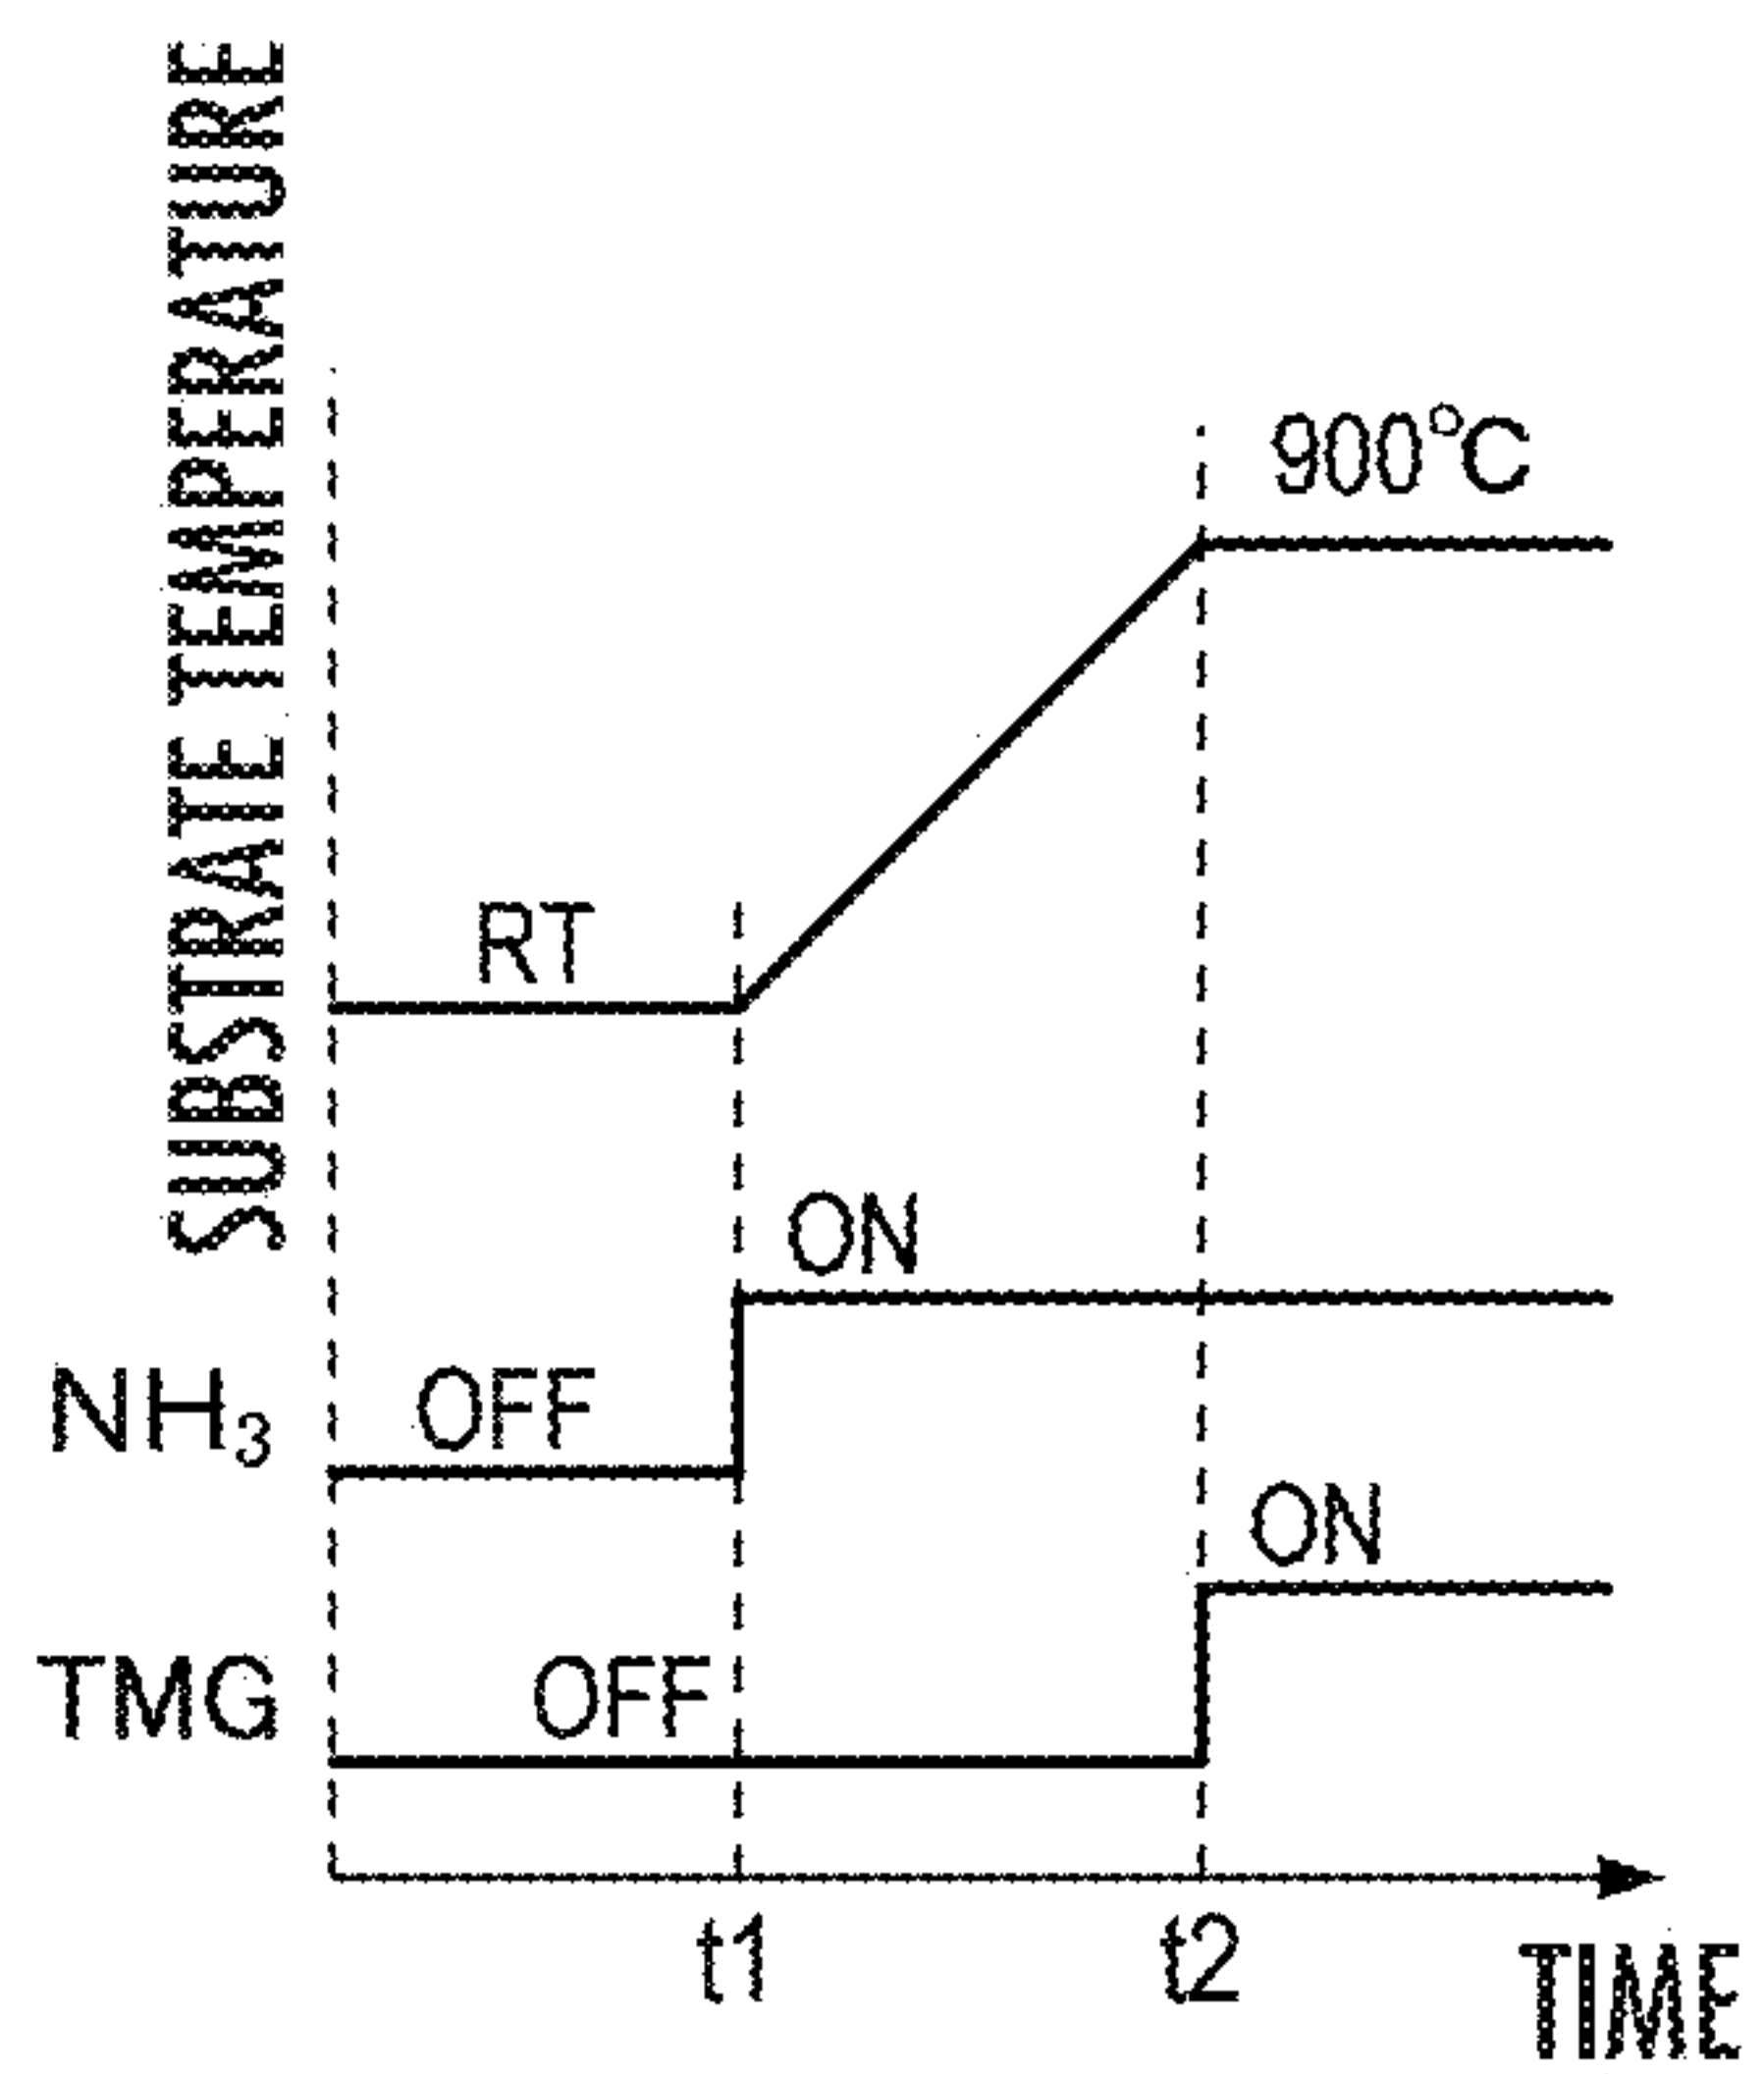 SUBSTRATE TEMPERATURE
900°C
RT
ON
NH₃
OFF
ON
TMG
OFF
t1
t2
TIME